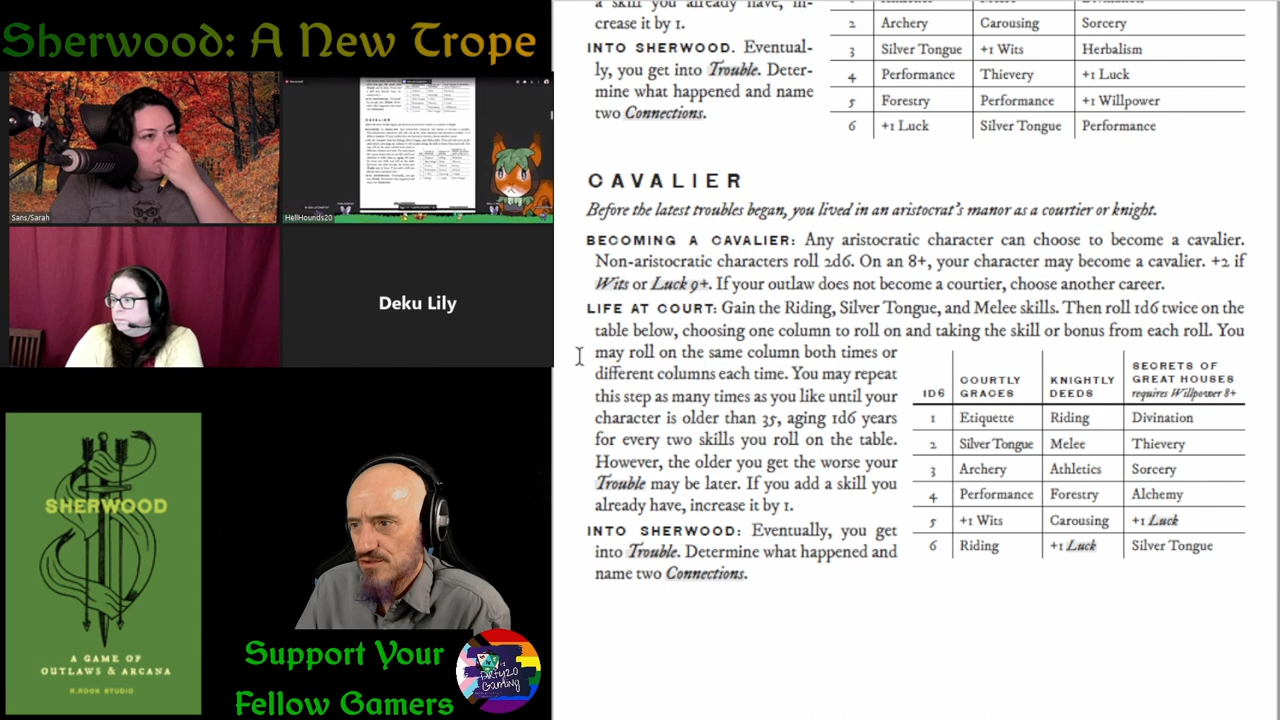 Sherwood: A New Trope
Sans/Sarah
HellHounds20
Deku Lily
SHERWOOD
A GAME OF
OUTLAWS & ARCANA
R.ROOK STUDIO
Support Your
Fellow Gamers
a skill you already have, in-
crease it by 1.
INTO SHERWOOD. Eventual-
ly, you get into Trouble. Deter-
mine what happened and name
two Connections.
2 Archery Carousing Sorcery
3 Silver Tongue +1 Wits Herbalism
4 Performance Thievery +1 Luck
5 Forestry Performance +1 Willpower
6 +1 Luck Silver Tongue Performance
CAVALIER
Before the latest troubles began, you lived in an aristocrat's manor as a courtier or knight.
BECOMING A CAVALIER: Any aristocratic character can choose to become a cavalier.
Non-aristocratic characters roll 2d6. On an 8+, your character may become a cavalier. +2 if
Wits or Luck 9+. If your outlaw does not become a courtier, choose another career.
LIFE AT COURT: Gain the Riding, Silver Tongue, and Melee skills. Then roll 1d6 twice on the
table below, choosing one column to roll on and taking the skill or bonus from each roll. You
may roll on the same column both times or
different columns each time. You may repeat
this step as many times as you like until your
character is older than 35, aging 1d6 years
for every two skills you roll on the table.
However, the older you get the worse your
Trouble may be later. If you add a skill you
already have, increase it by 1.
INTO SHERWOOD: Eventually, you get
into Trouble. Determine what happened and
name two Connections.
1D6 COURTLY GRACES KNIGHTLY DEEDS SECRETS OF GREAT HOUSES requires Willpower 8+
1 Etiquette Riding Divination
2 Silver Tongue Melee Thievery
3 Archery Athletics Sorcery
4 Performance Forestry Alchemy
5 +1 Wits Carousing +1 Luck
6 Riding +1 Luck Silver Tongue